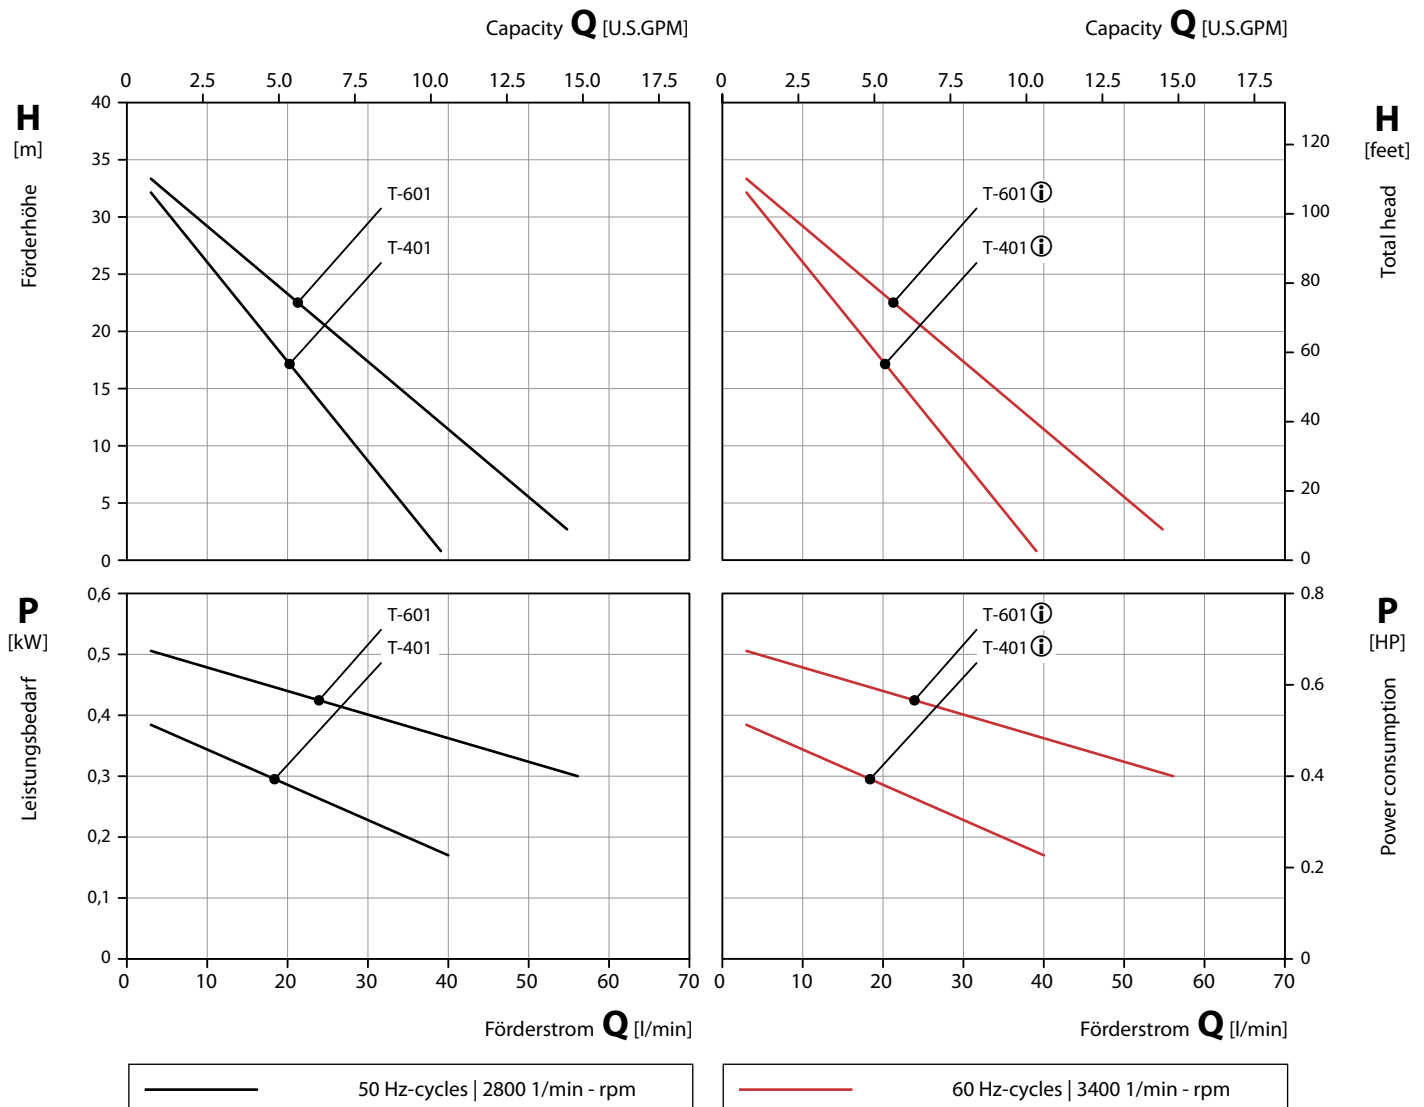 Capacity Q [U.S.GPM]
Capacity Q [U.S.GPM]
0 2.5 5.0 7.5 10.0 12.5 15.0 17.5
0 2.5 5.0 7.5 10.0 12.5 15.0 17.5
H
[m]
Förderhöhe
40
35
30
25
20
15
10
5
0
T-601
T-401
T-601 ⓘ
T-401 ⓘ
120
100
80
60
40
20
0
H
[feet]
Total head
P
[kW]
Leistungsbedarf
0,6
0,5
0,4
0,3
0,2
0,1
0
T-601
T-401
T-601 ⓘ
T-401 ⓘ
0.8
0.6
0.4
0.2
0
P
[HP]
Power consumption
0 10 20 30 40 50 60 70
0 10 20 30 40 50 60 70
Förderstrom Q [l/min]
Förderstrom Q [l/min]
50 Hz-cycles | 2800 1/min - rpm
60 Hz-cycles | 3400 1/min - rpm